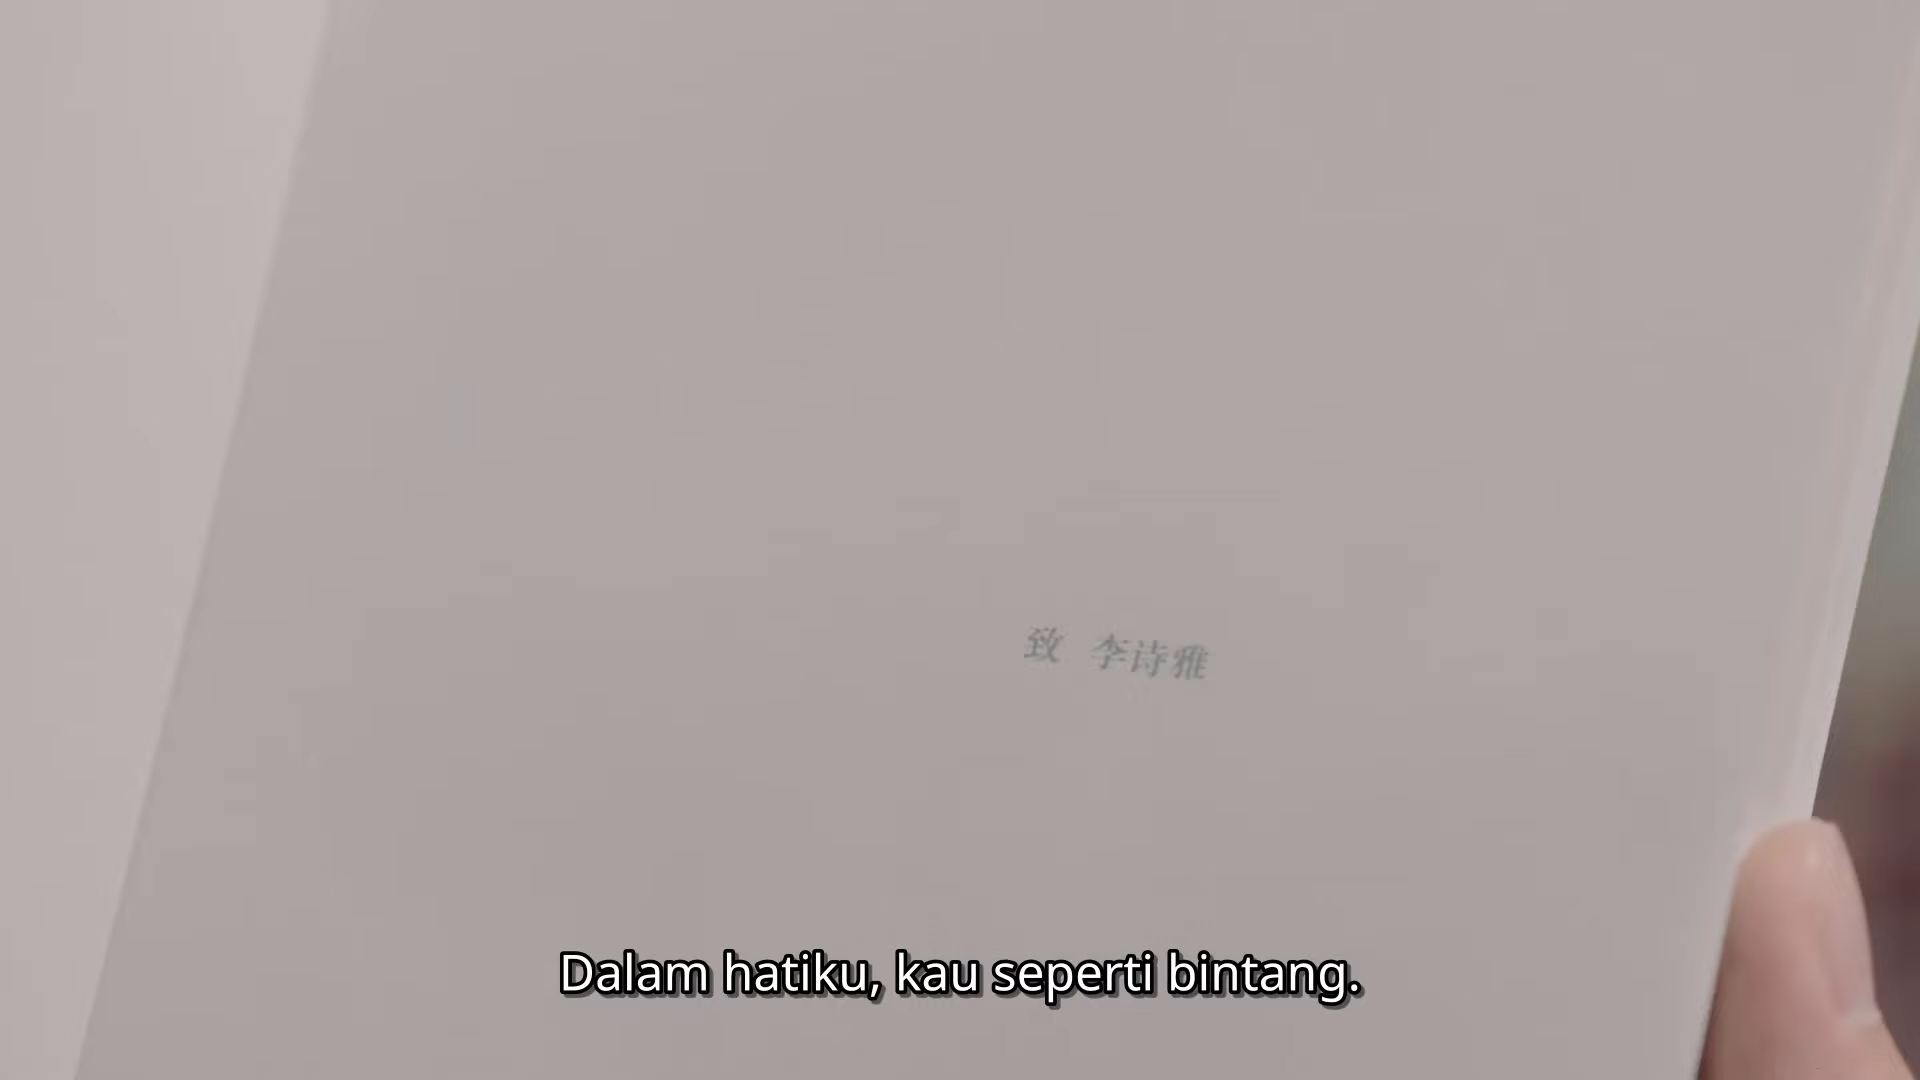 致 李诗雅
Dalam hatiku, kau seperti bintang.